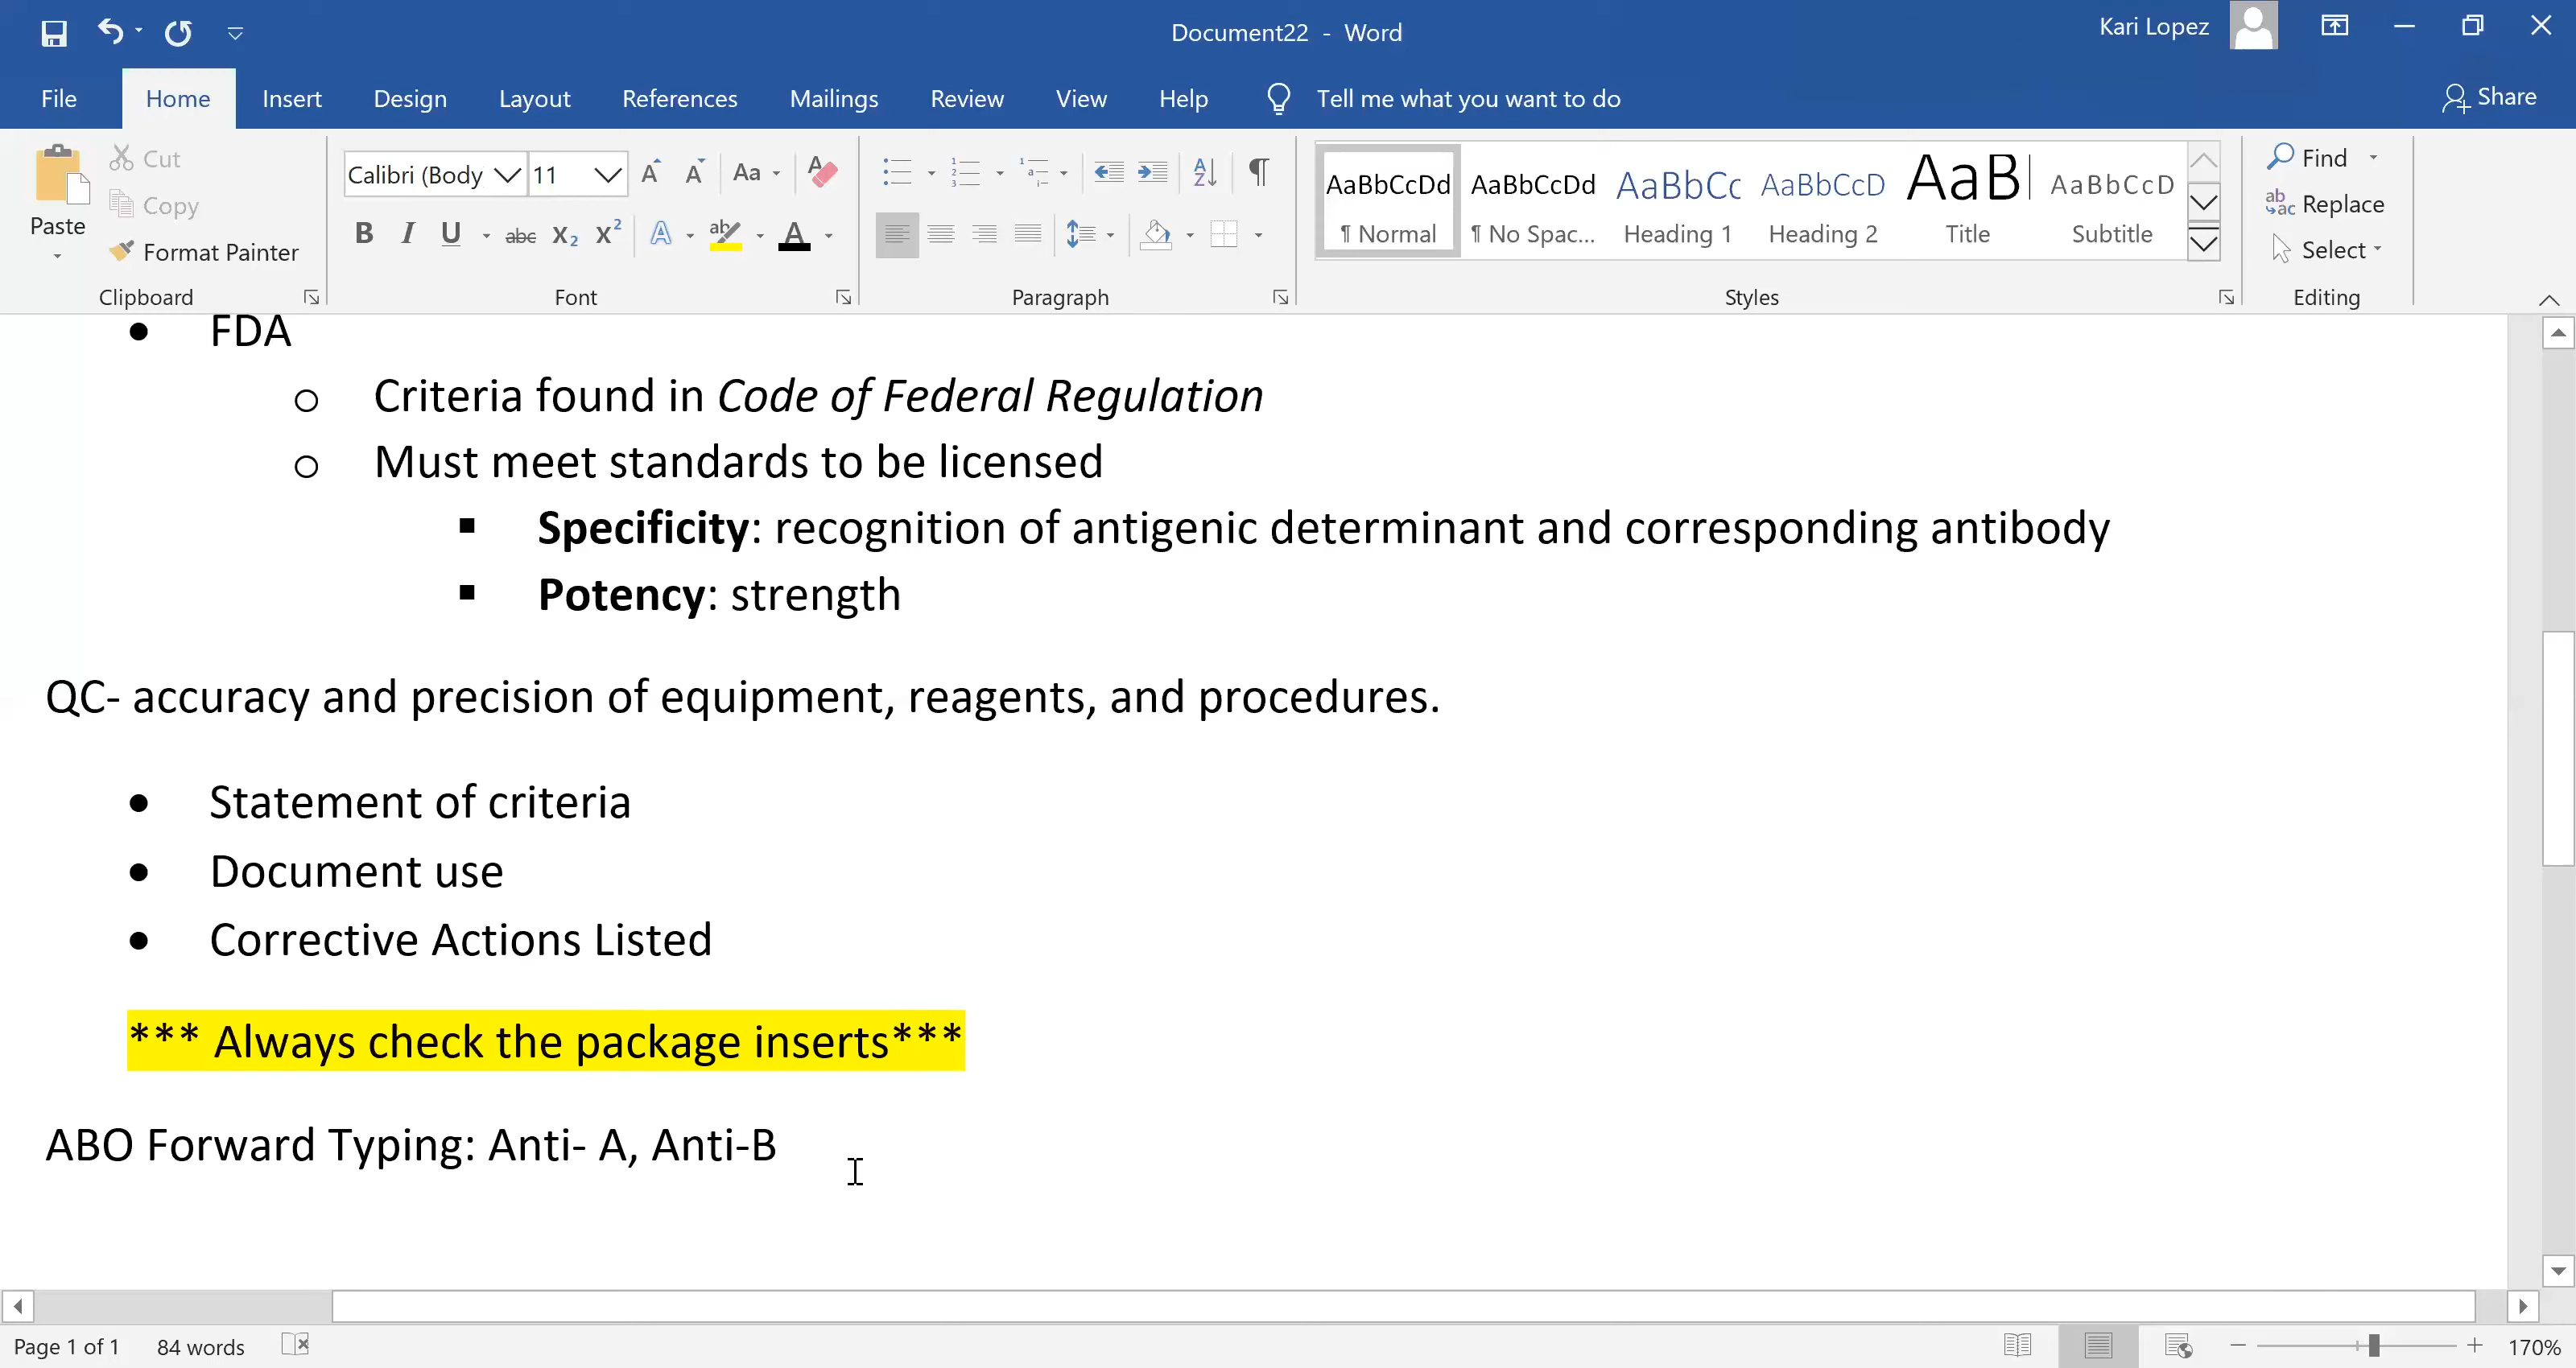 Document22 - Word
Kari Lopez
File Home Insert Design Layout References Mailings Review View Help Tell me what you want to do Share
Paste
Cut
Copy
Format Painter
Clipboard
Calibri (Body 11
Font
Paragraph
AaBbCcDd AaBbCcDd AaBbCc AaBbCcD AaB AaBbCcD
¶ Normal ¶ No Spac... Heading 1 Heading 2 Title Subtitle
Styles
Find
Replace
Select
Editing
• FDA
o Criteria found in Code of Federal Regulation
o Must meet standards to be licensed
▪ Specificity: recognition of antigenic determinant and corresponding antibody
▪ Potency: strength
QC- accuracy and precision of equipment, reagents, and procedures.
• Statement of criteria
• Document use
• Corrective Actions Listed
*** Always check the package inserts***
ABO Forward Typing: Anti- A, Anti-B
Page 1 of 1 84 words 170%